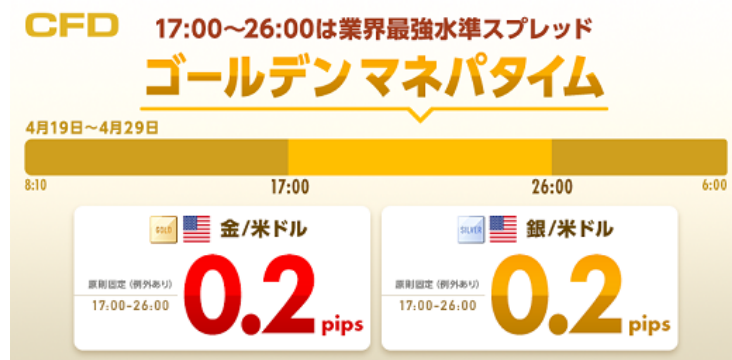 CFD
17:00～26:00は業界最強水準スプレッド
ゴールデンマネパタイム
4月19日～4月29日
8:10
17:00
26:00
6:00
GOLD
金/米ドル
原則固定（例外あり）
17:00-26:00
0.2pips
SILVER
銀/米ドル
原則固定（例外あり）
17:00-26:00
0.2pips